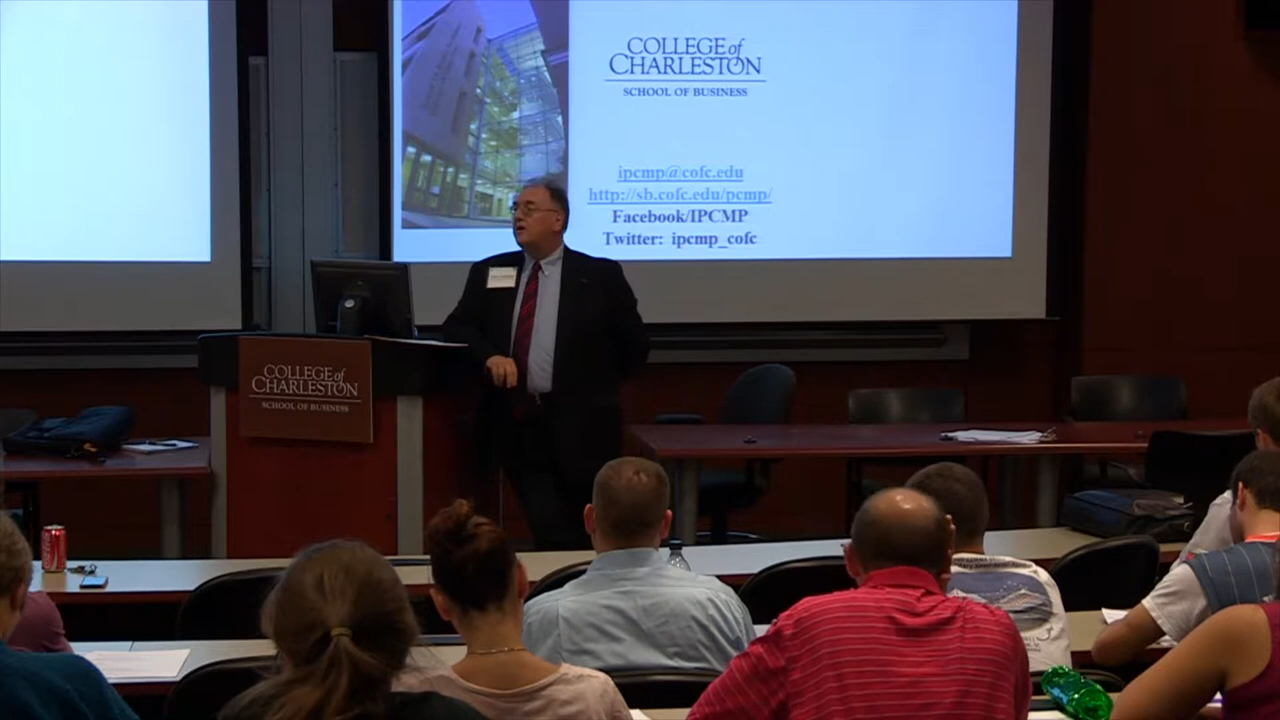 COLLEGE of
CHARLESTON
SCHOOL OF BUSINESS
ipcmp@cofc.edu
http://sb.cofc.edu/pcmp/
Facebook/IPCMP
Twitter: ipcmp_cofc
COLLEGE of
CHARLESTON
SCHOOL OF BUSINESS